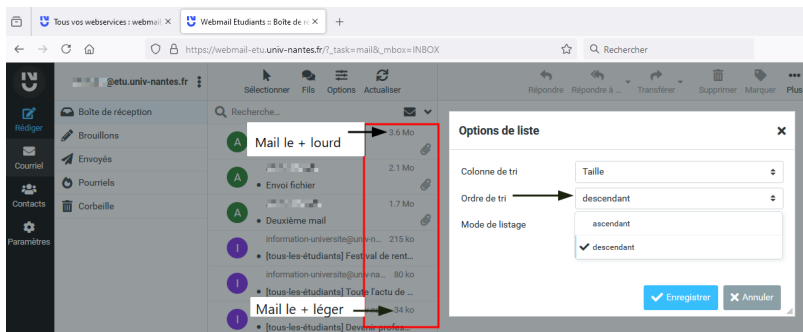 Tous vos webservices : webmail
Webmail Etudiants :: Boîte de ré
https://webmail-etu.univ-nantes.fr/?_task=mail&_mbox=INBOX
Rechercher
@etu.univ-nantes.fr
Sélectionner Fils Options Actualiser
Répondre Répondre à ... Transférer Supprimer Marquer Plus
Rédiger
Courriel
Contacts
Paramètres
Boîte de réception
Brouillons
Envoyés
Pourriels
Corbeille
Recherche...
A
Mail le + lourd
3.6 Mo
A
2.1 Mo
Envoi fichier
A
1.7 Mo
Deuxième mail
I
information-universite@univ-n... 215 ko
[tous-les-étudiants] Festival de rent...
I
information-universite@univ-na... 80 ko
[tous-les-étudiants] Toute l'actu de ...
I
Mail le + léger
34 ko
[tous-les-étudiants] Devenir profes...
Options de liste
Colonne de tri
Taille
Ordre de tri
descendant
Mode de listage
ascendant
descendant
Enregistrer
Annuler